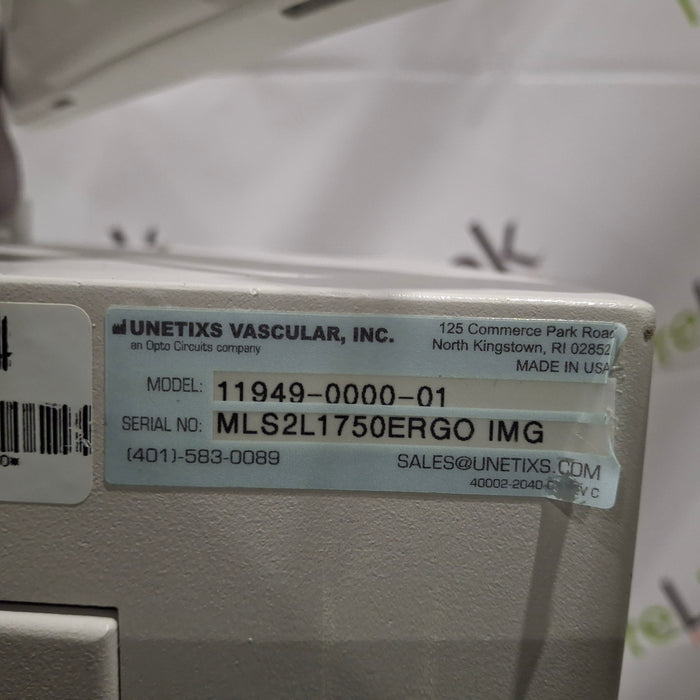 UNETIXS VASCULAR, INC.
an Opto Circuits company
125 Commerce Park Road
North Kingstown, RI 02852
MADE IN USA
MODEL: 11949-0000-01
SERIAL NO: MLS2L1750ERGO IMG
(401)-583-0089
SALES@UNETIXS.COM